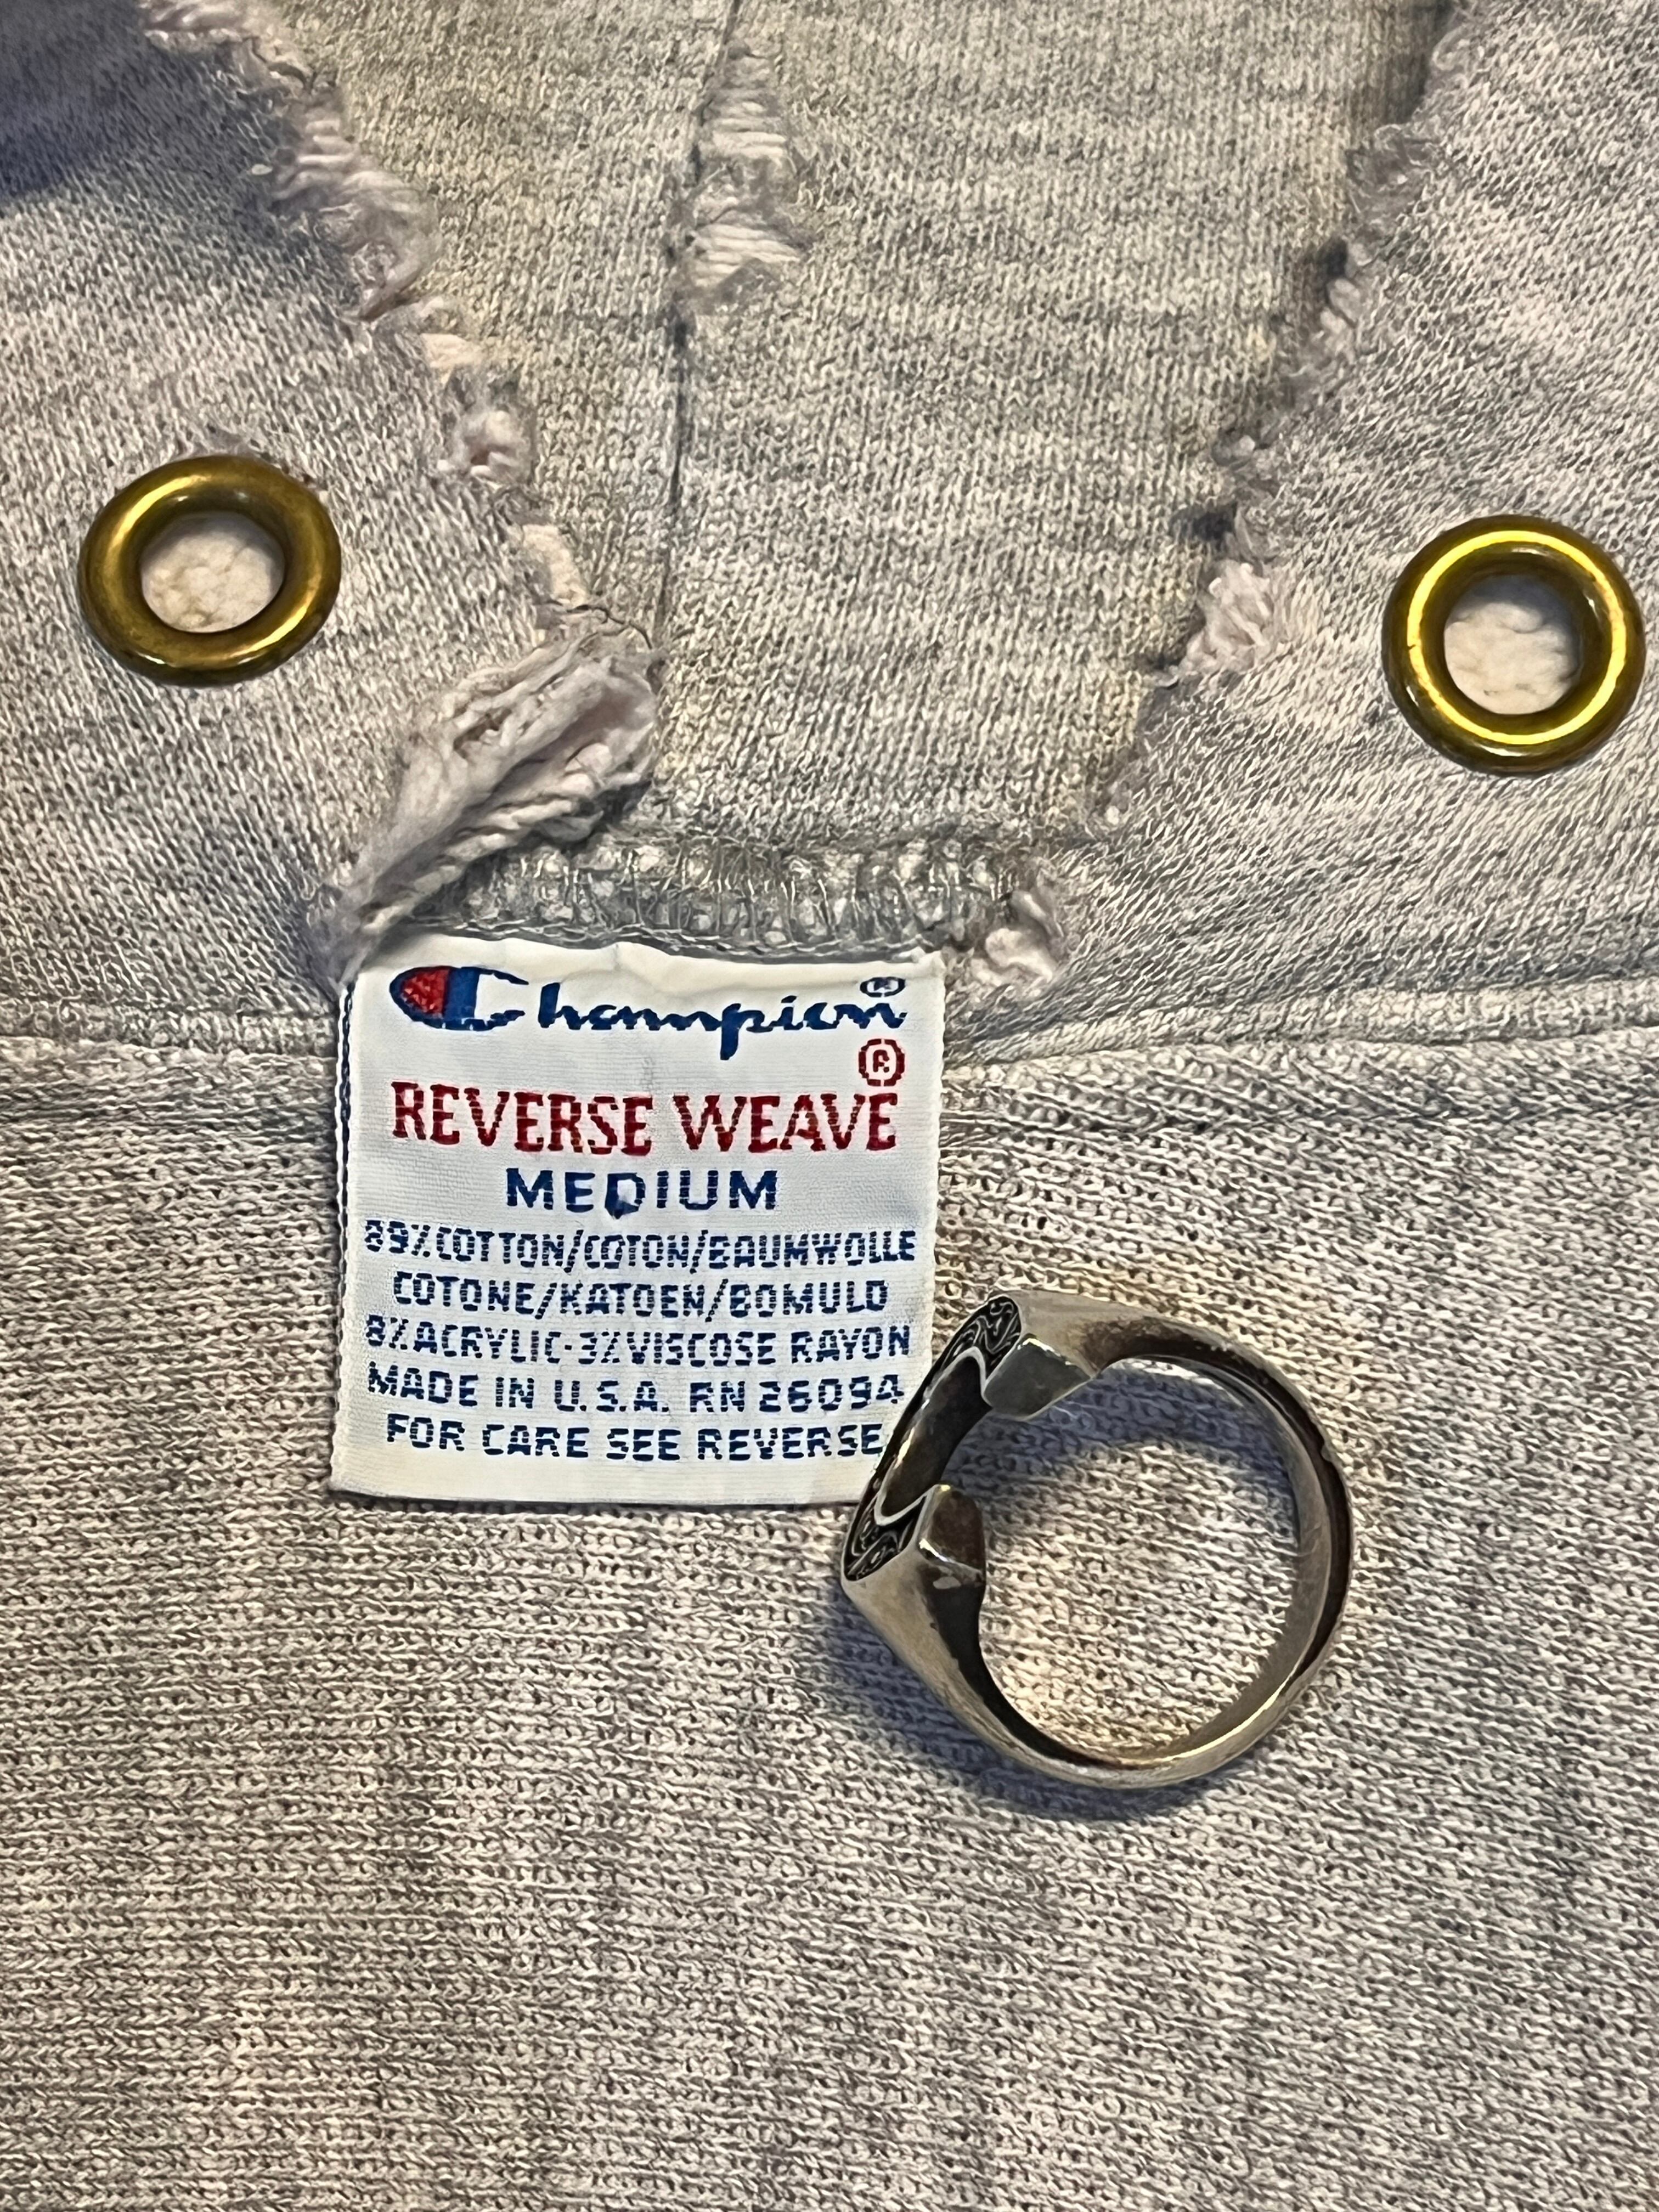 Champion®
®
REVERSE WEAVE
MEDIUM
89%COTTON/COTON/BAUMWOLLE
COTONE/KATOEN/BOMULD
8%ACRYLIC-3%VISCOSE RAYON
MADE IN U.S.A. RN 26094
FOR CARE SEE REVERSE